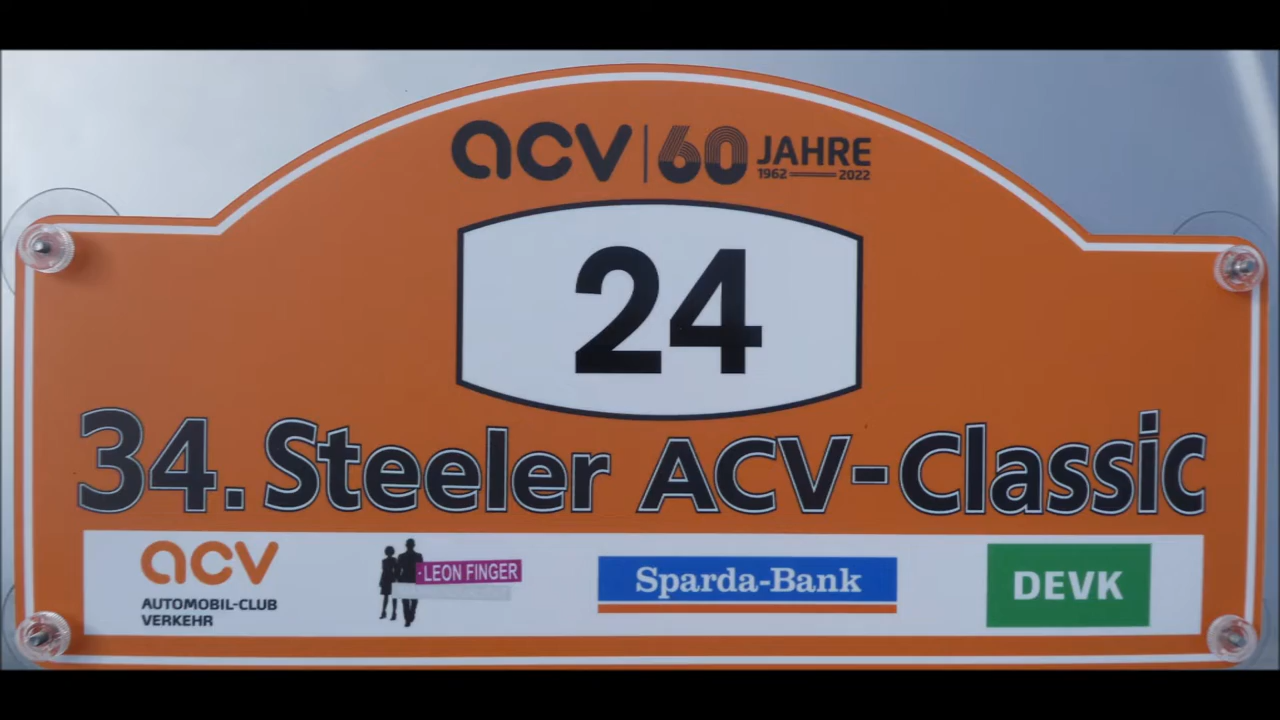 acv 60 JAHRE
1962 2022
24
34. Steeler ACV-Classic
acv
AUTOMOBIL-CLUB
VERKEHR
-LEON FINGER
Sparda-Bank
DEVK